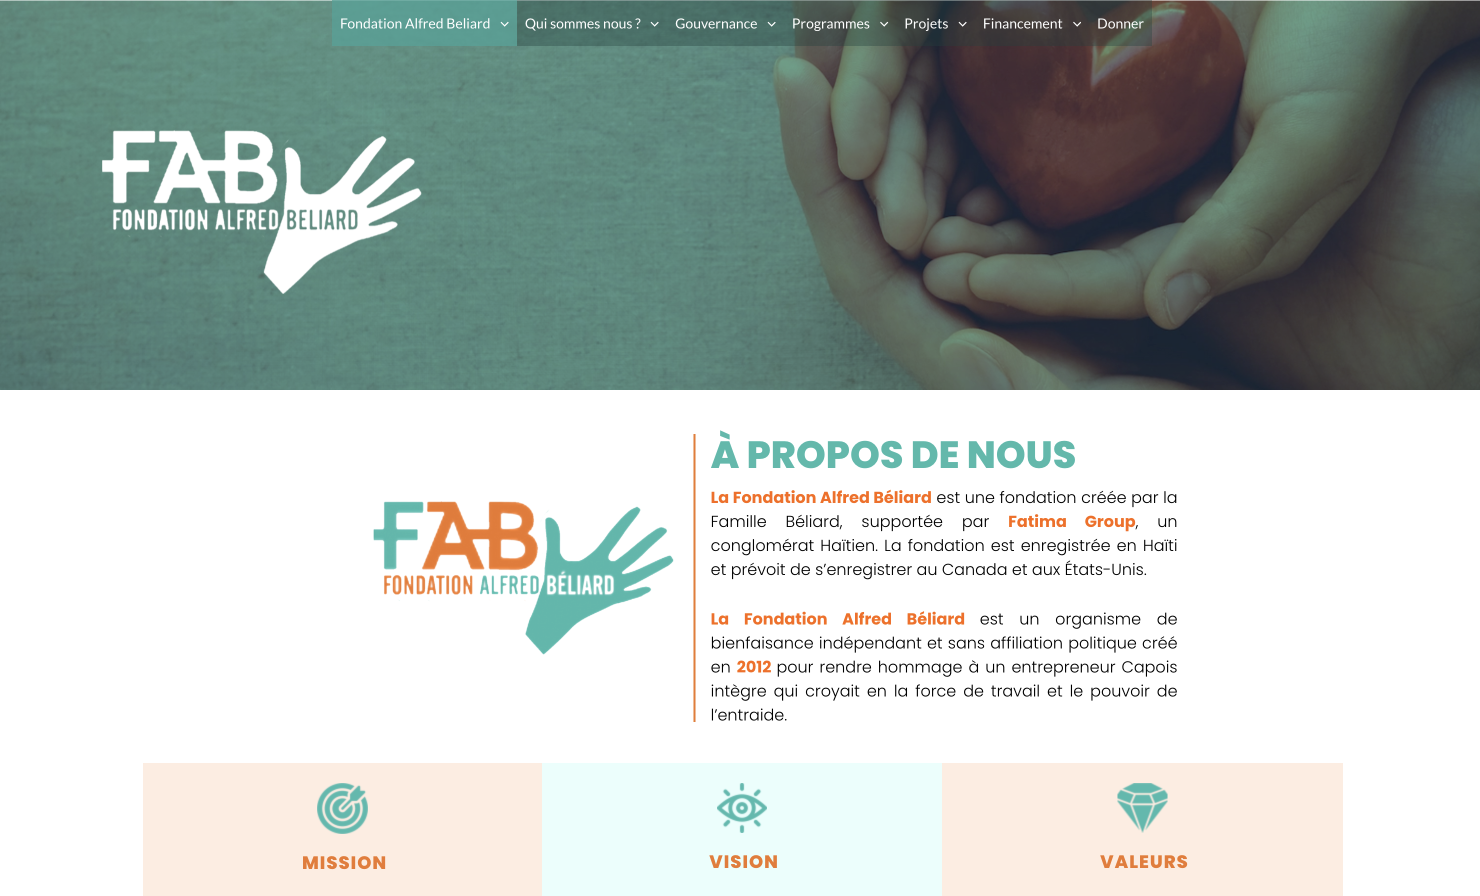 Fondation Alfred Beliard Qui sommes nous ? Gouvernance Programmes Projets Financement Donner
FAB
FONDATION ALFRED BELIARD
À PROPOS DE NOUS
La Fondation Alfred Béliard est une fondation créée par la
Famille Béliard, supportée par Fatima Group, un
conglomérat Haïtien. La fondation est enregistrée en Haïti
et prévoit de s’enregistrer au Canada et aux États-Unis.
FAB
FONDATION ALFRED BÉLIARD
La Fondation Alfred Béliard est un organisme de
bienfaisance indépendant et sans affiliation politique créé
en 2012 pour rendre hommage à un entrepreneur Capois
intègre qui croyait en la force de travail et le pouvoir de
l’entraide.
MISSION
VISION
VALEURS